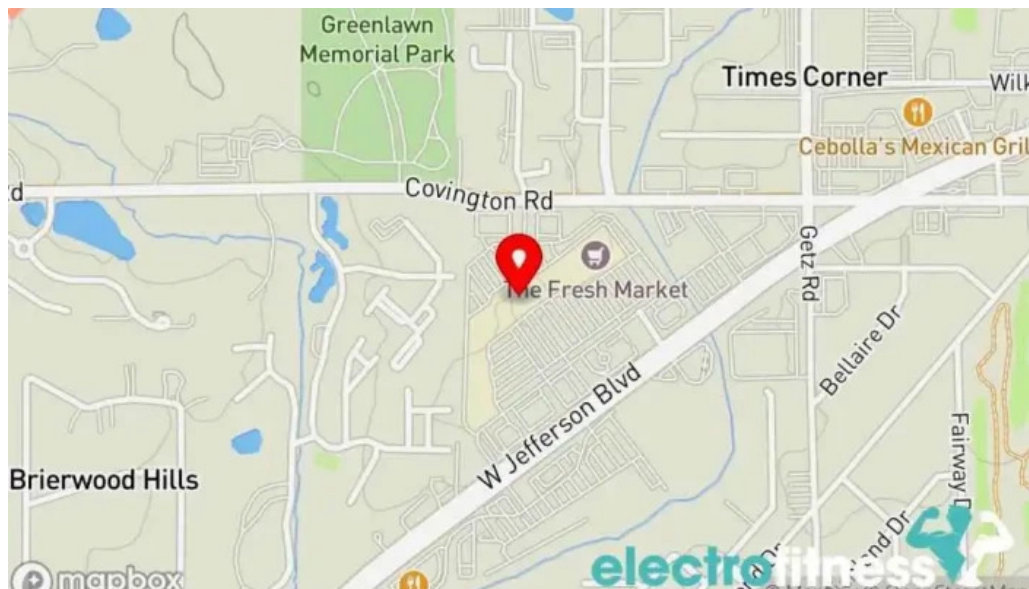 Greenlawn
Memorial Park
Times Corner
Wilk
Cebolla's Mexican Gril
Rd
Covington Rd
The Fresh Market
Getz Rd
Bellaire Dr
W Jefferson Blvd
Fairway D
Brierwood Hills
mapbox
electrofitness